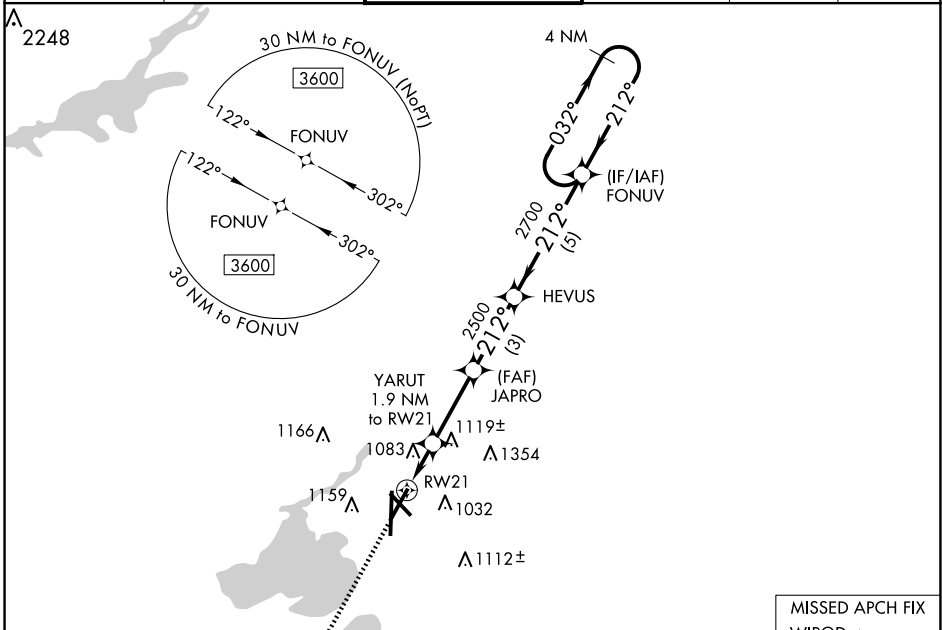 2248
30 NM to FONUV (NoPT)
3600
122°
FONUV
302°
122°
FONUV
302°
3600
30 NM to FONUV
4 NM
032°
212°
(IF/IAF)
FONUV
2700
212°
(5)
HEVUS
2500
212°
(3)
(FAF)
JAPRO
YARUT
1.9 NM
to RW21
1166
1083
1119±
1354
RW21
1159
1032
1112±
MISSED APCH FIX